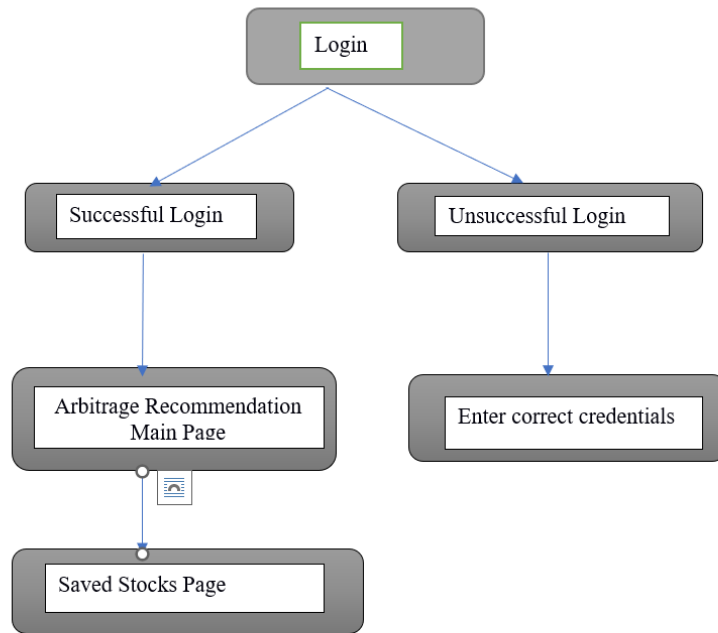 Login
Successful Login
Unsuccessful Login
Arbitrage Recommendation
Main Page
Enter correct credentials
Saved Stocks Page